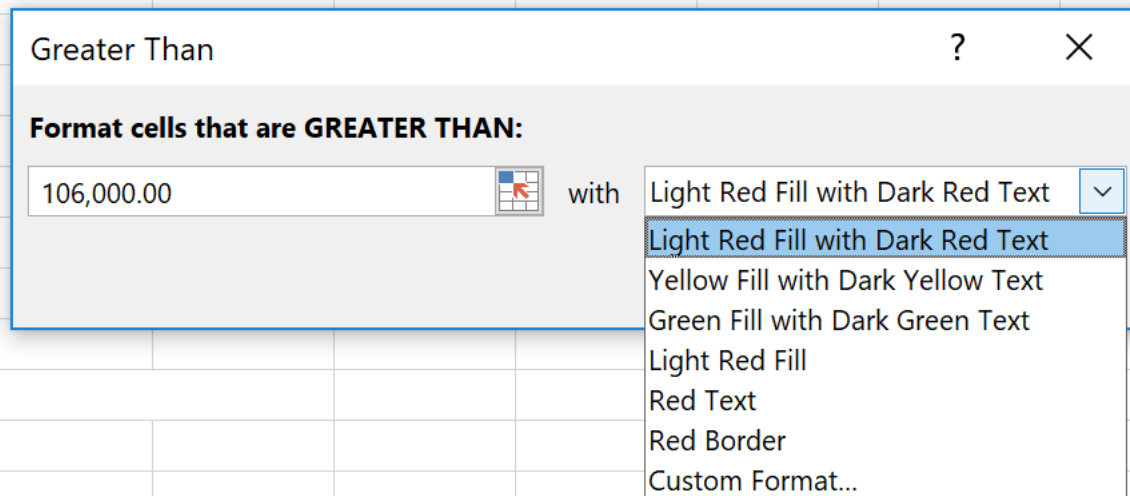 Greater Than ?
Format cells that are GREATER THAN:
106,000.00 with Light Red Fill with Dark Red Text
Light Red Fill with Dark Red Text
Yellow Fill with Dark Yellow Text
Green Fill with Dark Green Text
Light Red Fill
Red Text
Red Border
Custom Format...